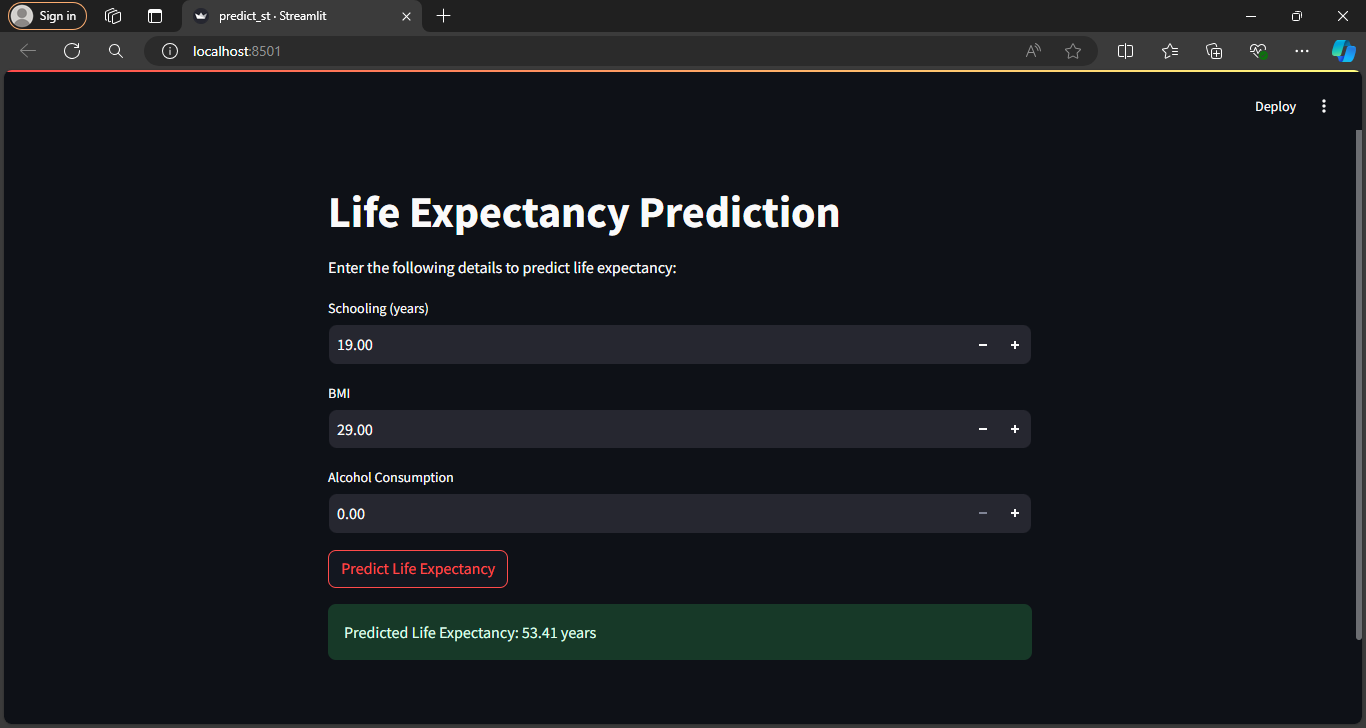 Sign in
predict_st · Streamlit
localhost:8501
Deploy
Life Expectancy Prediction
Enter the following details to predict life expectancy:
Schooling (years)
19.00
BMI
29.00
Alcohol Consumption
0.00
Predict Life Expectancy
Predicted Life Expectancy: 53.41 years